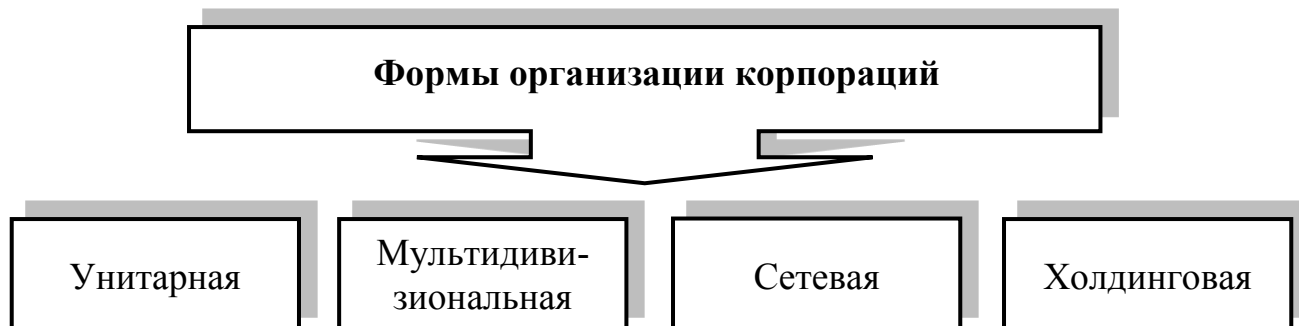 Формы организации корпораций
Унитарная
Мультидиви-
зиональная
Сетевая
Холдинговая